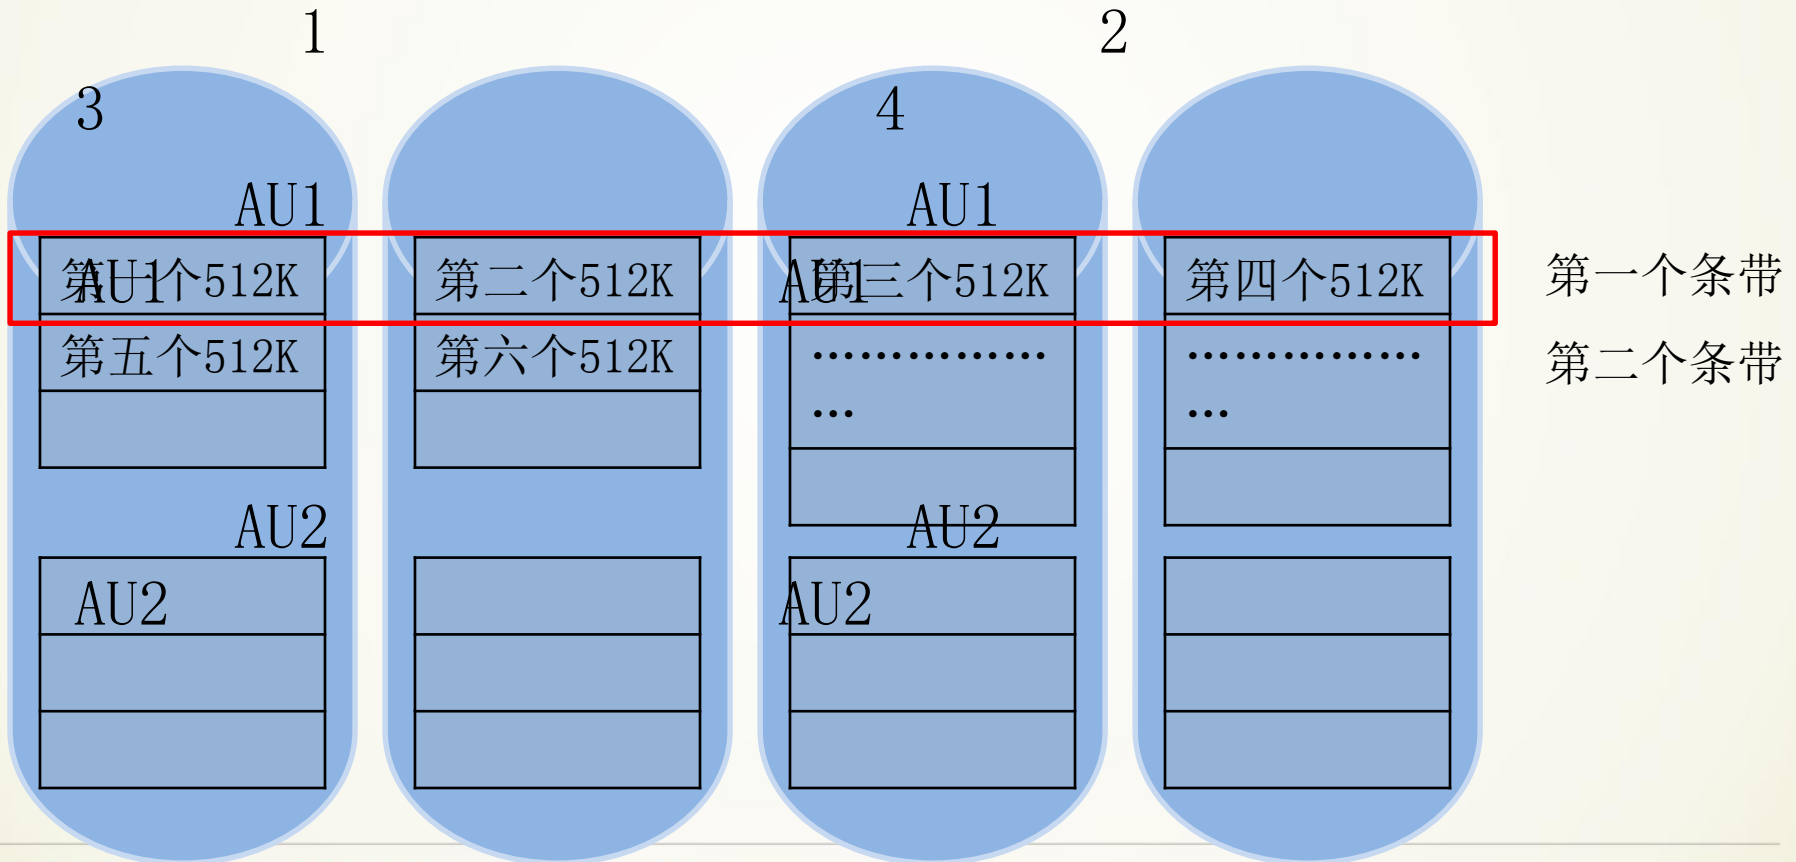 1
2
3
4
AU1
AU1
第一个512K
AU1
第二个512K
第三个512K
AU1
第四个512K
第一个条带
第五个512K
第六个512K
……………
…
……………
…
第二个条带
AU2
AU2
AU2
AU2